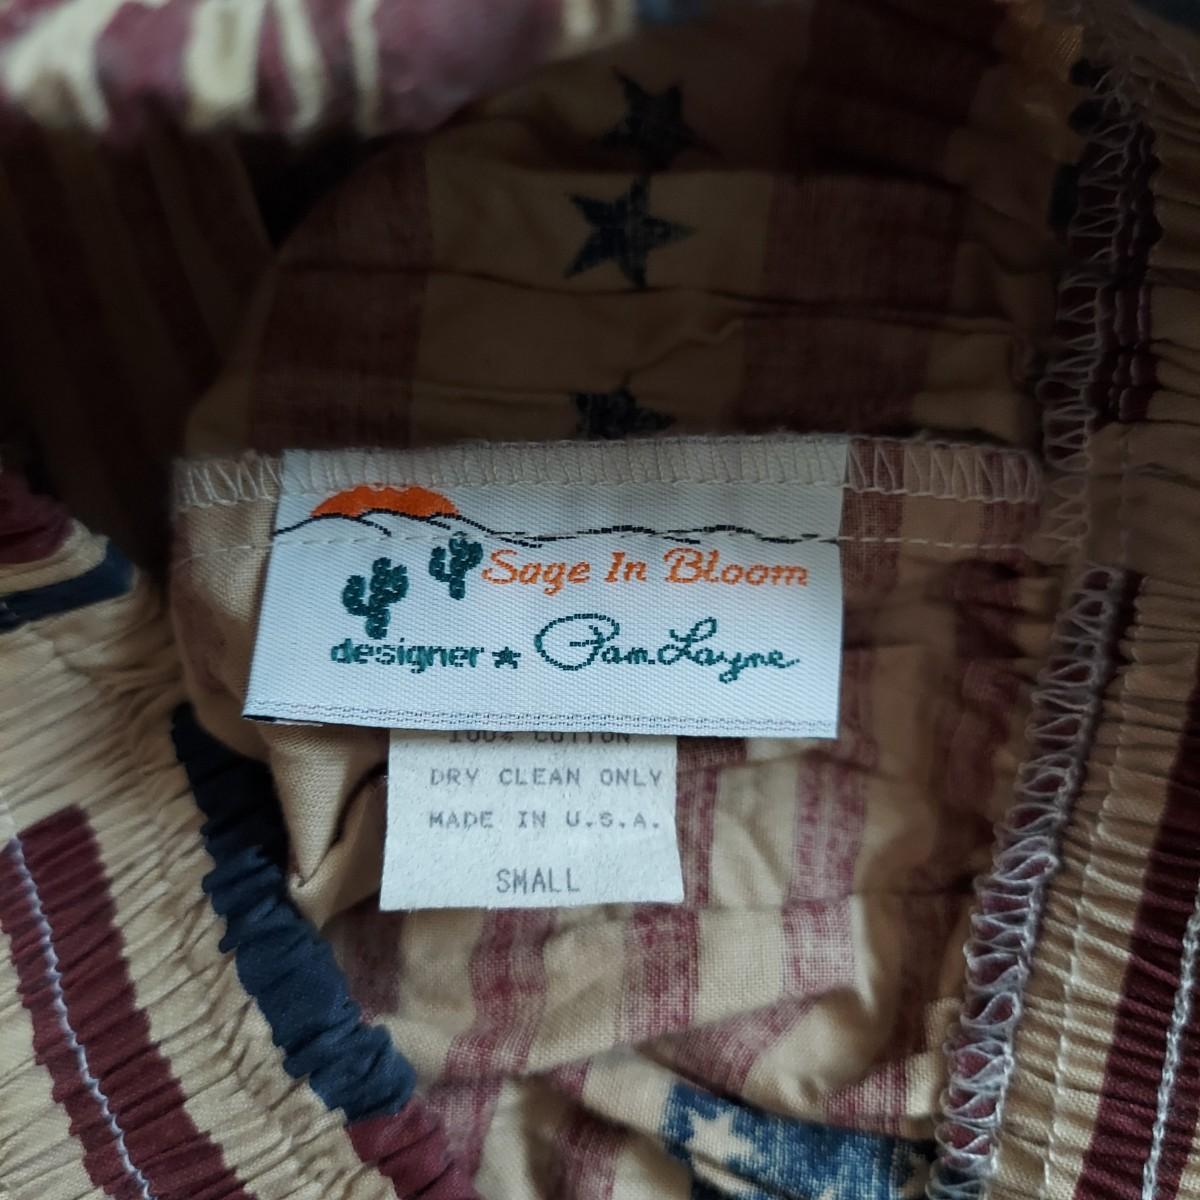 Sage In Bloom
designer★ Pam Layne
100% COTTON
DRY CLEAN ONLY
MADE IN U.S.A.
SMALL